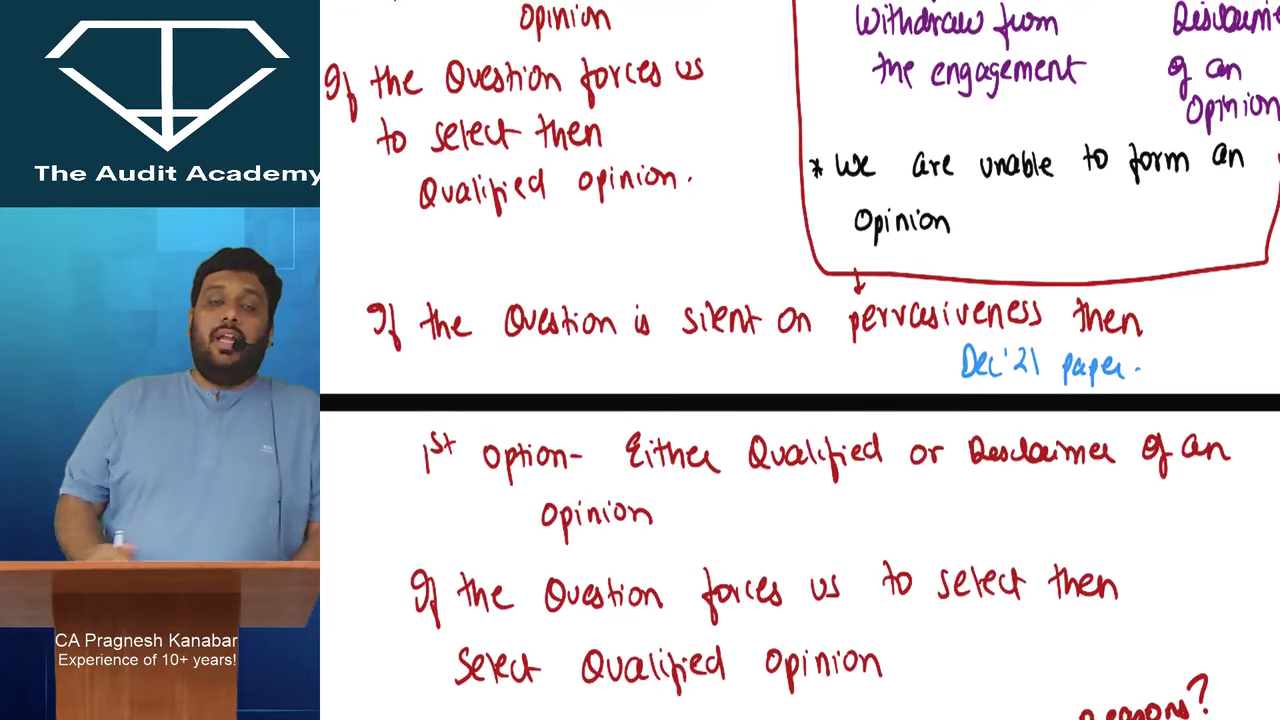 The Audit Academy
CA Pragnesh Kanabar
Experience of 10+ years!
Opinion
If the Question forces us
to select then
Qualified opinion.
Withdraw from
the engagement
Disclaim
of an
Opinion
* We are unable to form an
Opinion
If the Question is silent on pervasiveness then
Dec'21 paper.
1st option- Either Qualified or Disclaimer of an
Opinion
If the Question forces us to select then
Select Qualified Opinion